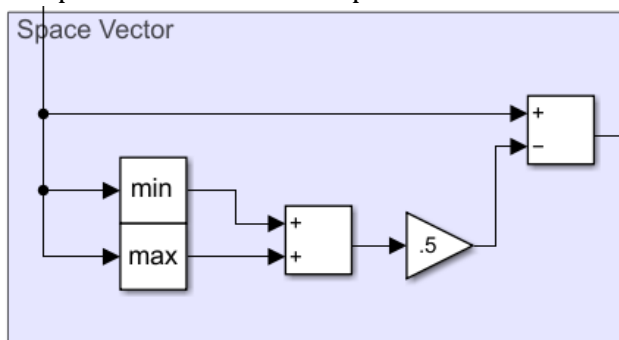 Space Vector
+
−
min
+
max
+
.5